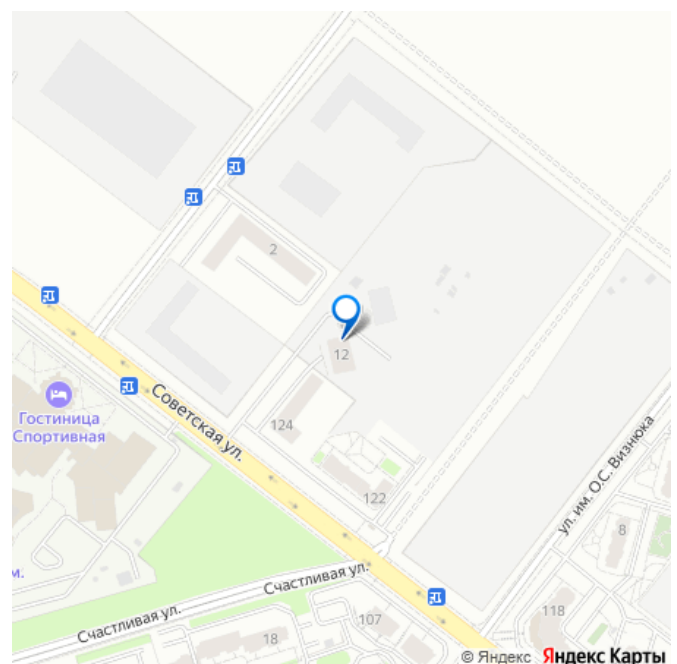 2
12
Советская ул.
Гостиница
Спортивная
124
122
ул. им. О.С. Визнюка
8
м.
Счастливая ул.
Счастливая ул.
107
118
18
© Яндекс Яндекс Карты